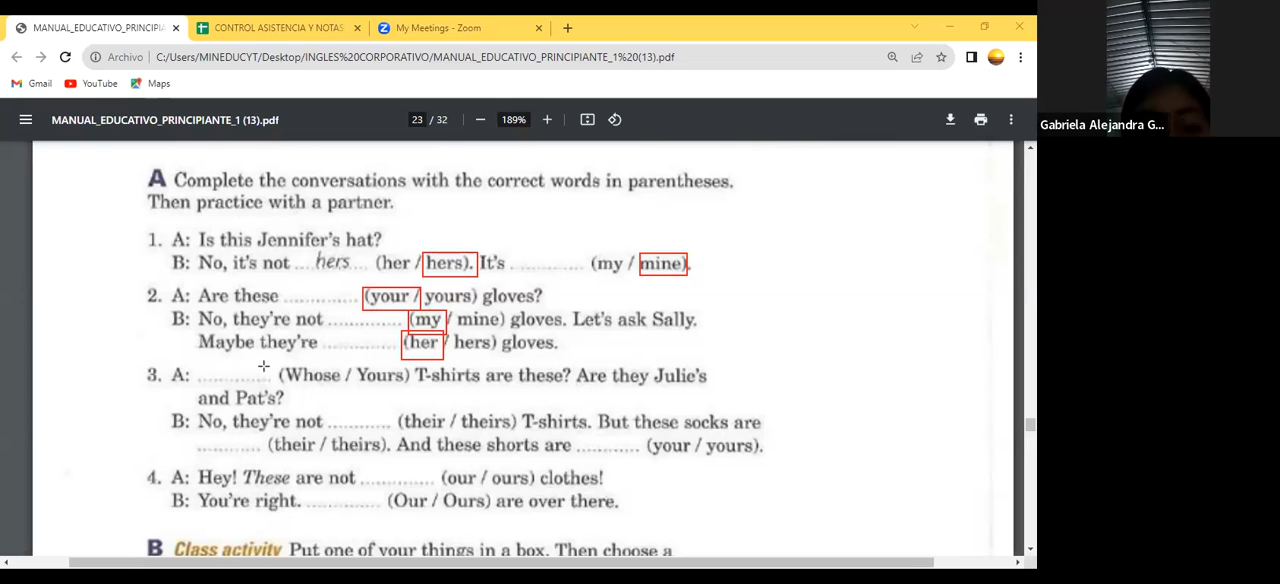 MANUAL_EDUCATIVO_PRINCIPIA
CONTROL ASISTENCIA Y NOTAS
My Meetings - Zoom
Archivo
C:/Users/MINEDUCYT/Desktop/INGLES%20CORPORATIVO/MANUAL_EDUCATIVO_PRINCIPIANTE_1%20(13).pdf
Gmail
YouTube
Maps
MANUAL_EDUCATIVO_PRINCIPIANTE_1 (13).pdf
23 / 32
189%
Gabriela Alejandra G...
A Complete the conversations with the correct words in parentheses.
Then practice with a partner.
1. A: Is this Jennifer's hat?
B: No, it's not ....hers.... (her / hers). It's .............. (my / mine).
2. A: Are these .............. (your / yours) gloves?
B: No, they're not .............. (my / mine) gloves. Let's ask Sally.
Maybe they're .............. (her / hers) gloves.
3. A: .............. (Whose / Yours) T-shirts are these? Are they Julie's
and Pat's?
B: No, they're not .............. (their / theirs) T-shirts. But these socks are
.............. (their / theirs). And these shorts are .............. (your / yours).
4. A: Hey! These are not .............. (our / ours) clothes!
B: You're right. .............. (Our / Ours) are over there.
B Class activity Put one of your things in a box. Then choose a